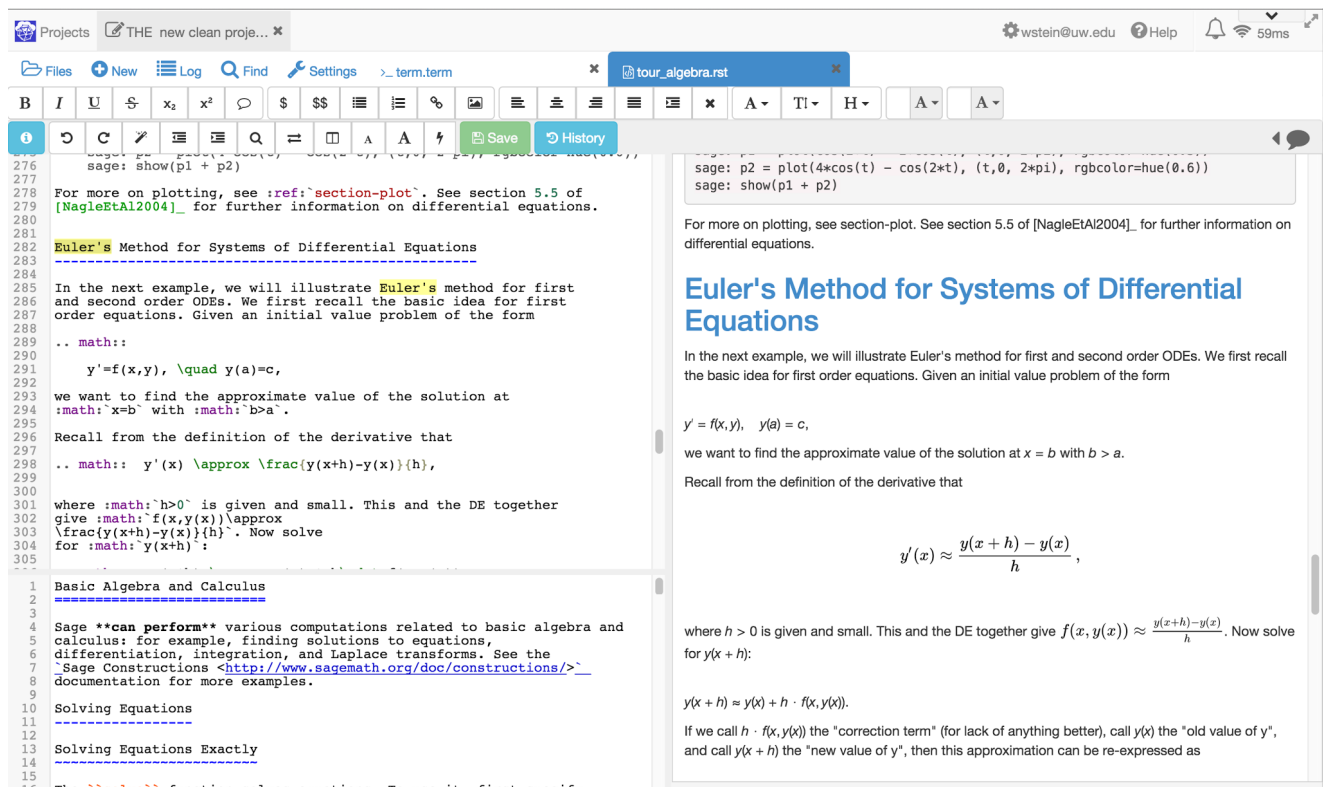 Projects THE new clean proje... wstein@uw.edu Help 59ms
Files New Log Find Settings >_ term.term tour_algebra.rst
B I U S x₂ x² $ $$ A TI H A A
A A Save History
276 sage: show(p1 + p2)
277
278 For more on plotting, see :ref:`section-plot`. See section 5.5 of
279 [NagleEtAl2004]_ for further information on differential equations.
280
281
282 Euler's Method for Systems of Differential Equations
283 ----------------------------------------------------
284
285 In the next example, we will illustrate Euler's method for first
286 and second order ODEs. We first recall the basic idea for first
287 order equations. Given an initial value problem of the form
288
289 .. math::
290
291 y'=f(x,y), \quad y(a)=c,
292
293 we want to find the approximate value of the solution at
294 :math:`x=b` with :math:`b>a`.
295
296 Recall from the definition of the derivative that
297
298 .. math:: y'(x) \approx \frac{y(x+h)-y(x)}{h},
299
300
301 where :math:`h>0` is given and small. This and the DE together
302 give :math:`f(x,y(x))\approx
303 \frac{y(x+h)-y(x)}{h}`. Now solve
304 for :math:`y(x+h)`:
305
1 Basic Algebra and Calculus
2 ==========================
3
4 Sage **can perform** various computations related to basic algebra and
5 calculus: for example, finding solutions to equations,
6 differentiation, integration, and Laplace transforms. See the
7 `Sage Constructions <http://www.sagemath.org/doc/constructions/>`_
8 documentation for more examples.
9
10 Solving Equations
11 -----------------
12
13 Solving Equations Exactly
14 ~~~~~~~~~~~~~~~~~~~~~~~~~
15
sage: p2 = plot(4*cos(t) - cos(2*t), (t,0, 2*pi), rgbcolor=hue(0.6))
sage: show(p1 + p2)
For more on plotting, see section-plot. See section 5.5 of [NagleEtAl2004]_ for further information on
differential equations.
Euler's Method for Systems of Differential
Equations
In the next example, we will illustrate Euler's method for first and second order ODEs. We first recall
the basic idea for first order equations. Given an initial value problem of the form
y′ = f(x, y), y(a) = c,
we want to find the approximate value of the solution at x = b with b > a.
Recall from the definition of the derivative that
y′(x) ≈ y(x + h) − y(x) / h ,
where h > 0 is given and small. This and the DE together give f(x, y(x)) ≈ y(x+h)−y(x) / h . Now solve
for y(x + h):
y(x + h) ≈ y(x) + h · f(x, y(x)).
If we call h · f(x, y(x)) the "correction term" (for lack of anything better), call y(x) the "old value of y",
and call y(x + h) the "new value of y", then this approximation can be re-expressed as